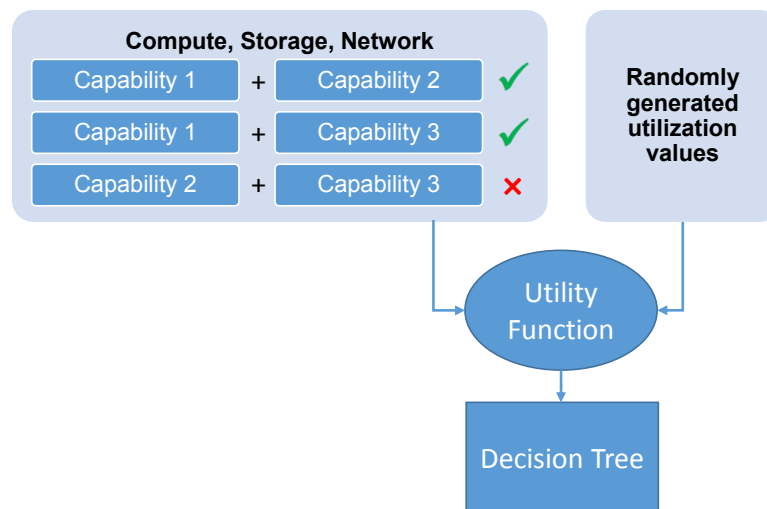 Compute, Storage, Network
Capability 1 + Capability 2 ✓
Capability 1 + Capability 3 ✓
Capability 2 + Capability 3 ×
Randomly
generated
utilization
values
Utility
Function
Decision Tree